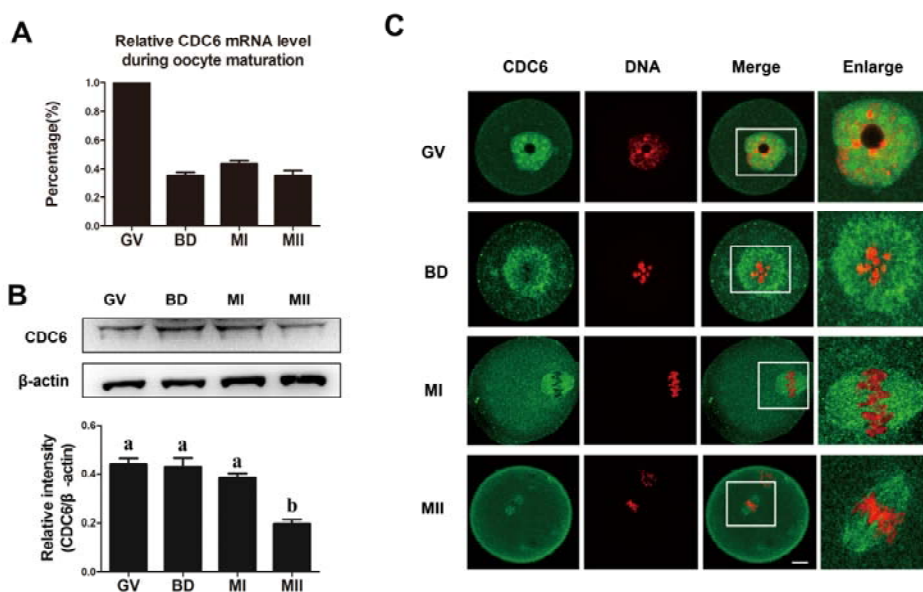 A
Relative CDC6 mRNA level
during oocyte maturation
Percentage(%)
1.0
0.8
0.6
0.4
0.2
0.0
GV BD MI MII
B
GV BD MI MII
CDC6
β-actin
Relative intensity
(CDC6/β -actin)
0.6
0.4
0.2
0.0
a a a b
GV BD MI MII
C
CDC6 DNA Merge Enlarge
GV
BD
MI
MII